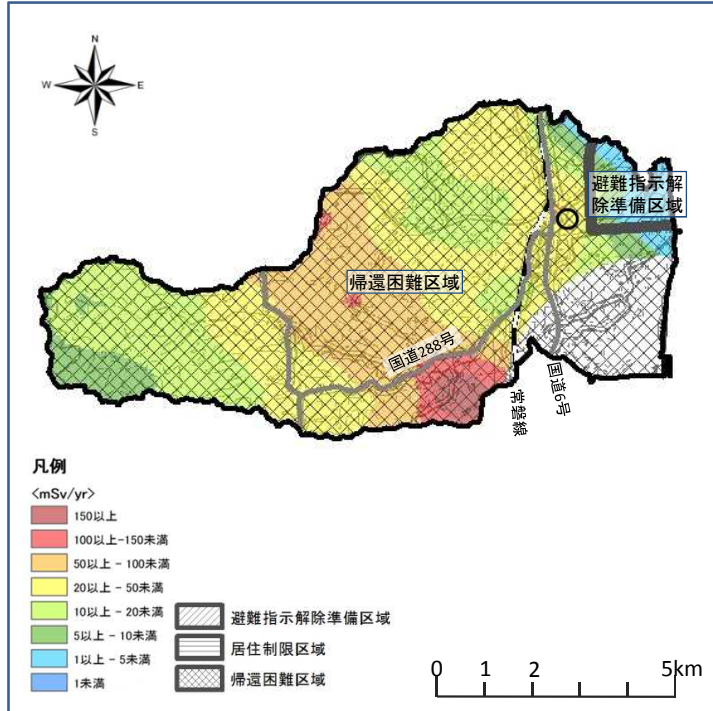 N
W
E
S
避難指示解
除準備区域
帰還困難区域
国道288号
国道6号
常磐線
凡例
<mSv/yr>
150以上
100以上-150未満
50以上 - 100未満
20以上 - 50未満
10以上 - 20未満
5以上 - 10未満
1以上 - 5未満
1未満
避難指示解除準備区域
居住制限区域
帰還困難区域
0 1 2 5km